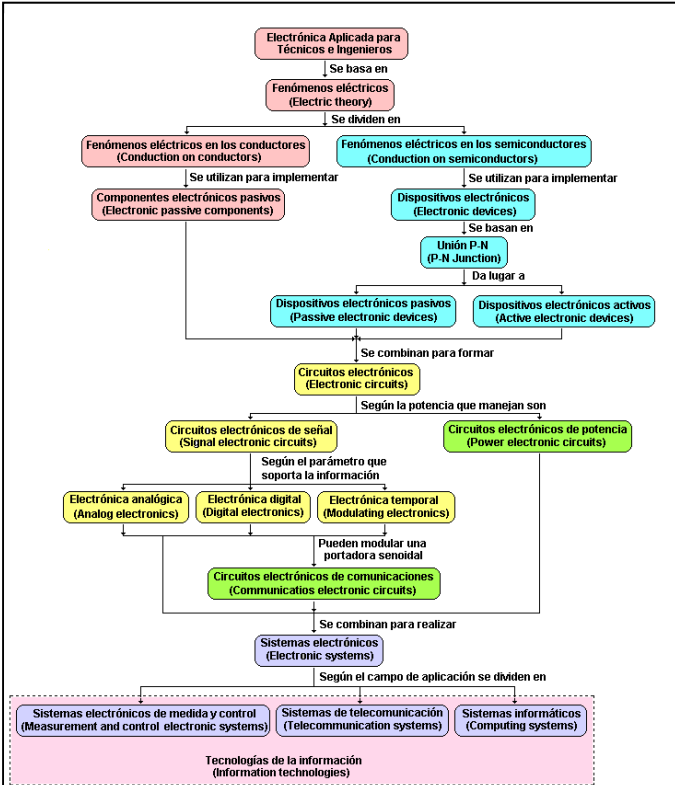 Electrónica Aplicada para
Técnicos e Ingenieros
Se basa en
Fenómenos eléctricos
(Electric theory)
Se dividen en
Fenómenos eléctricos en los conductores
(Conduction on conductors)
Fenómenos eléctricos en los semiconductores
(Conduction on semiconductors)
Se utilizan para implementar
Se utilizan para implementar
Componentes electrónicos pasivos
(Electronic passive components)
Dispositivos electrónicos
(Electronic devices)
Se basan en
Unión P-N
(P-N Junction)
Da lugar a
Dispositivos electrónicos pasivos
(Passive electronic devices)
Dispositivos electrónicos activos
(Active electronic devices)
Se combinan para formar
Circuitos electrónicos
(Electronic circuits)
Según la potencia que manejan son
Circuitos electrónicos de señal
(Signal electronic circuits)
Circuitos electrónicos de potencia
(Power electronic circuits)
Según el parámetro que
soporta la información
Electrónica analógica
(Analog electronics)
Electrónica digital
(Digital electronics)
Electrónica temporal
(Modulating electronics)
Pueden modular una
portadora senoidal
Circuitos electrónicos de comunicaciones
(Communicatios electronic circuits)
Se combinan para realizar
Sistemas electrónicos
(Electronic systems)
Según el campo de aplicación se dividen en
Sistemas electrónicos de medida y control
(Measurement and control electronic systems)
Sistemas de telecomunicación
(Telecommunication systems)
Sistemas informáticos
(Computing systems)
Tecnologías de la información
(Information technologies)